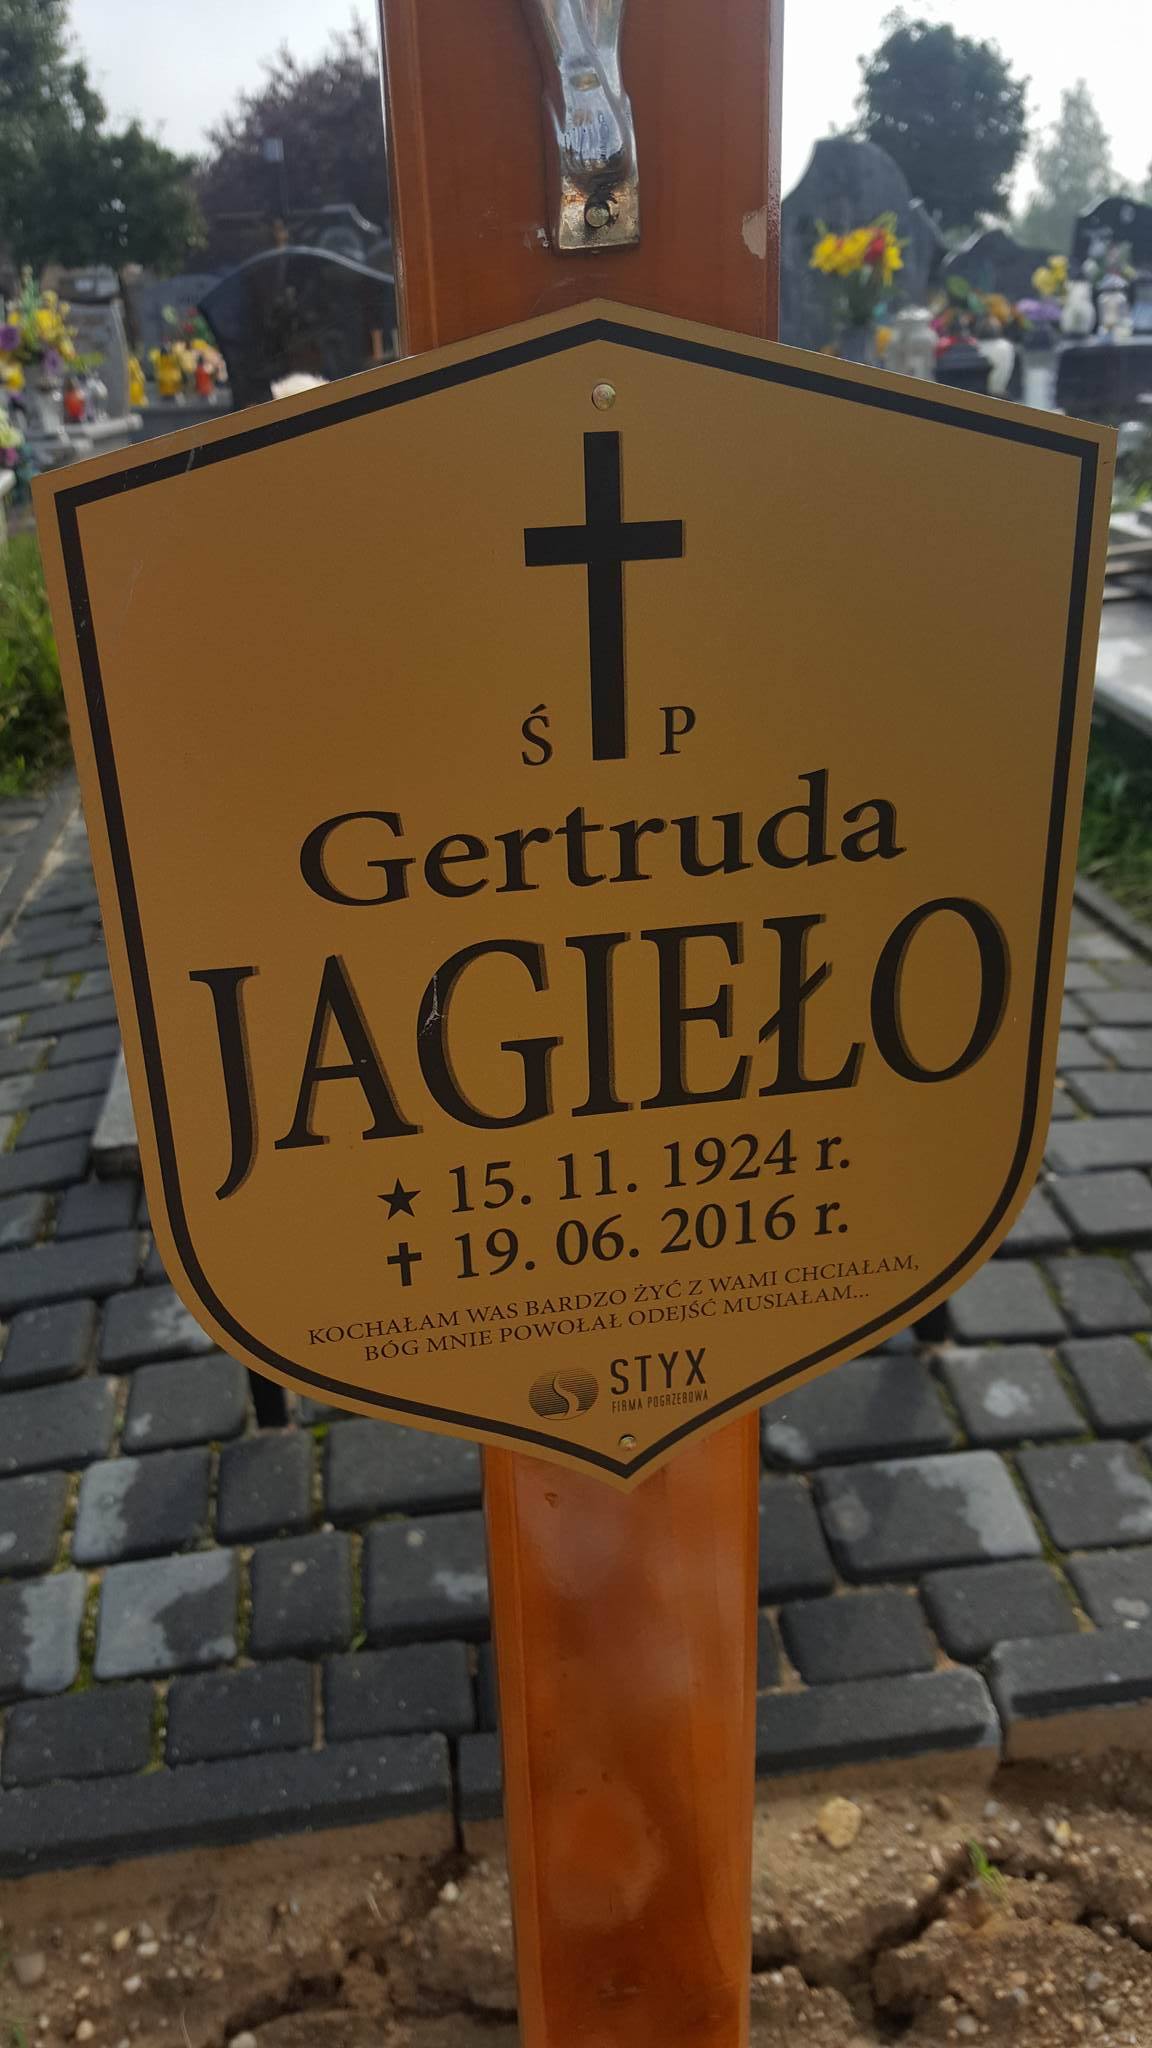 Ś P
Gertruda
JAGIEŁO
★ 15. 11. 1924 r.
✝ 19. 06. 2016 r.
KOCHAŁAM WAS BARDZO ŻYĆ Z WAMI CHCIAŁAM,
BÓG MNIE POWOŁAŁ ODEJŚĆ MUSIAŁAM...
STYX
FIRMA POGRZEBOWA